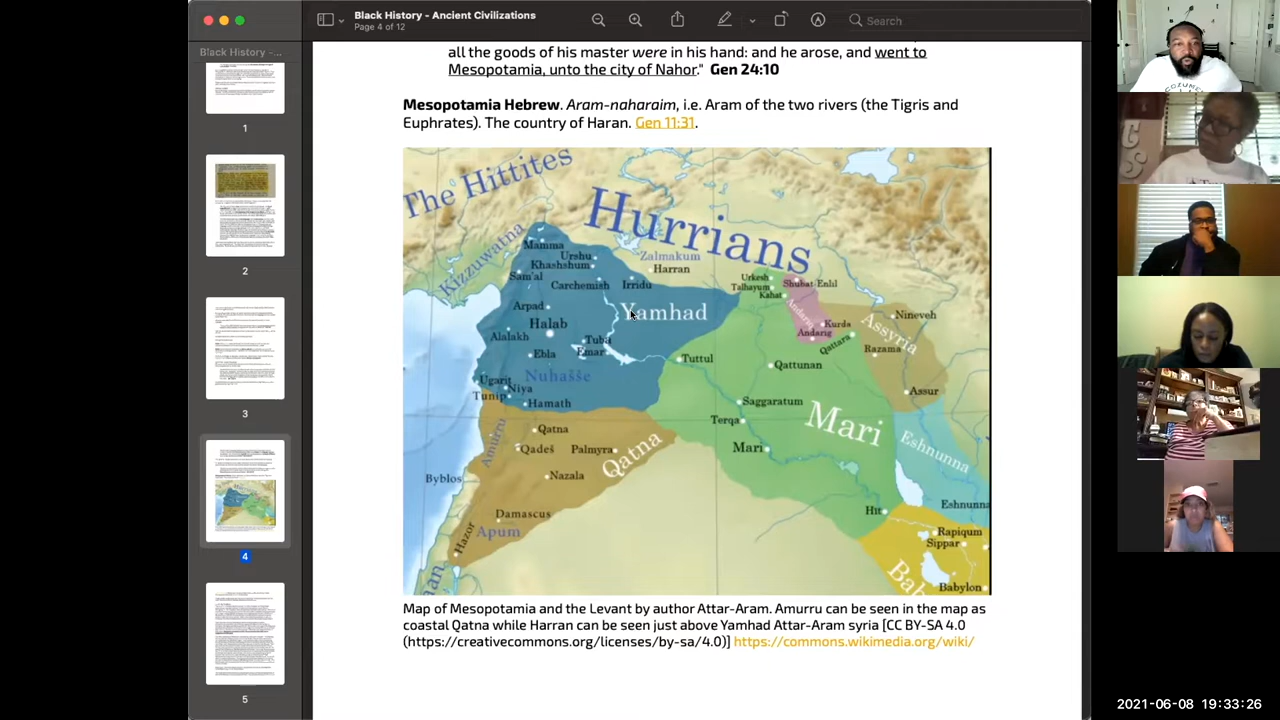 Black History - Ancient Civilizations
Page 4 of 12
Search
Black History -...
1
2
3
4
5
all the goods of his master were in his hand: and he arose, and went to
Mesopotamia, unto the city of Nahor." Gen 24:10
Mesopotamia hebrew. Aram-naharaim, i.e. Aram of the two rivers (the Tigris and
Euphrates). The country of Haran. Gen 11:31.
The Hittites
Hurrians
Kizzuwa
Mamma
Urshu
Zalmakum
Khashshum
Harran
Sam'al
Carchemish Irridu
Urkesh
Shubat-Enlil
Talhayum
Kahat
Arpad
Yamhad
Halab
Nineveh
Kurda
Assyria
Andarig
Alalakh
Tuba
Qattara
Razama
Ebla
Emar
Tuttul
Qattunan
Nuhašše
Ugarit
Niya
Assur
Tunip
Hamath
Saggaratum
Terqa
Mari
Amurru
Qatna
Qadeš
Palmyra
Qatna
Mari
Eshnunna
Byblos
Nazala
Eshnunna
Damascus
Hit
Apum
Hazor
Rapiqum
Sippar
Ba
Babylon
Map of Mesopotamia and the Levant by Attar-Aram. Amurru can be seen in the map as
coastal Qatna and Harran can be seen above Yamhad Attar-Aram syria [CC BY-SA 4.0
(https://creativecommons.org/licenses/by-sa/4.0)] https://commons.wikimedia.org/wiki/
COZUMEL
2021-06-08 19:33:26